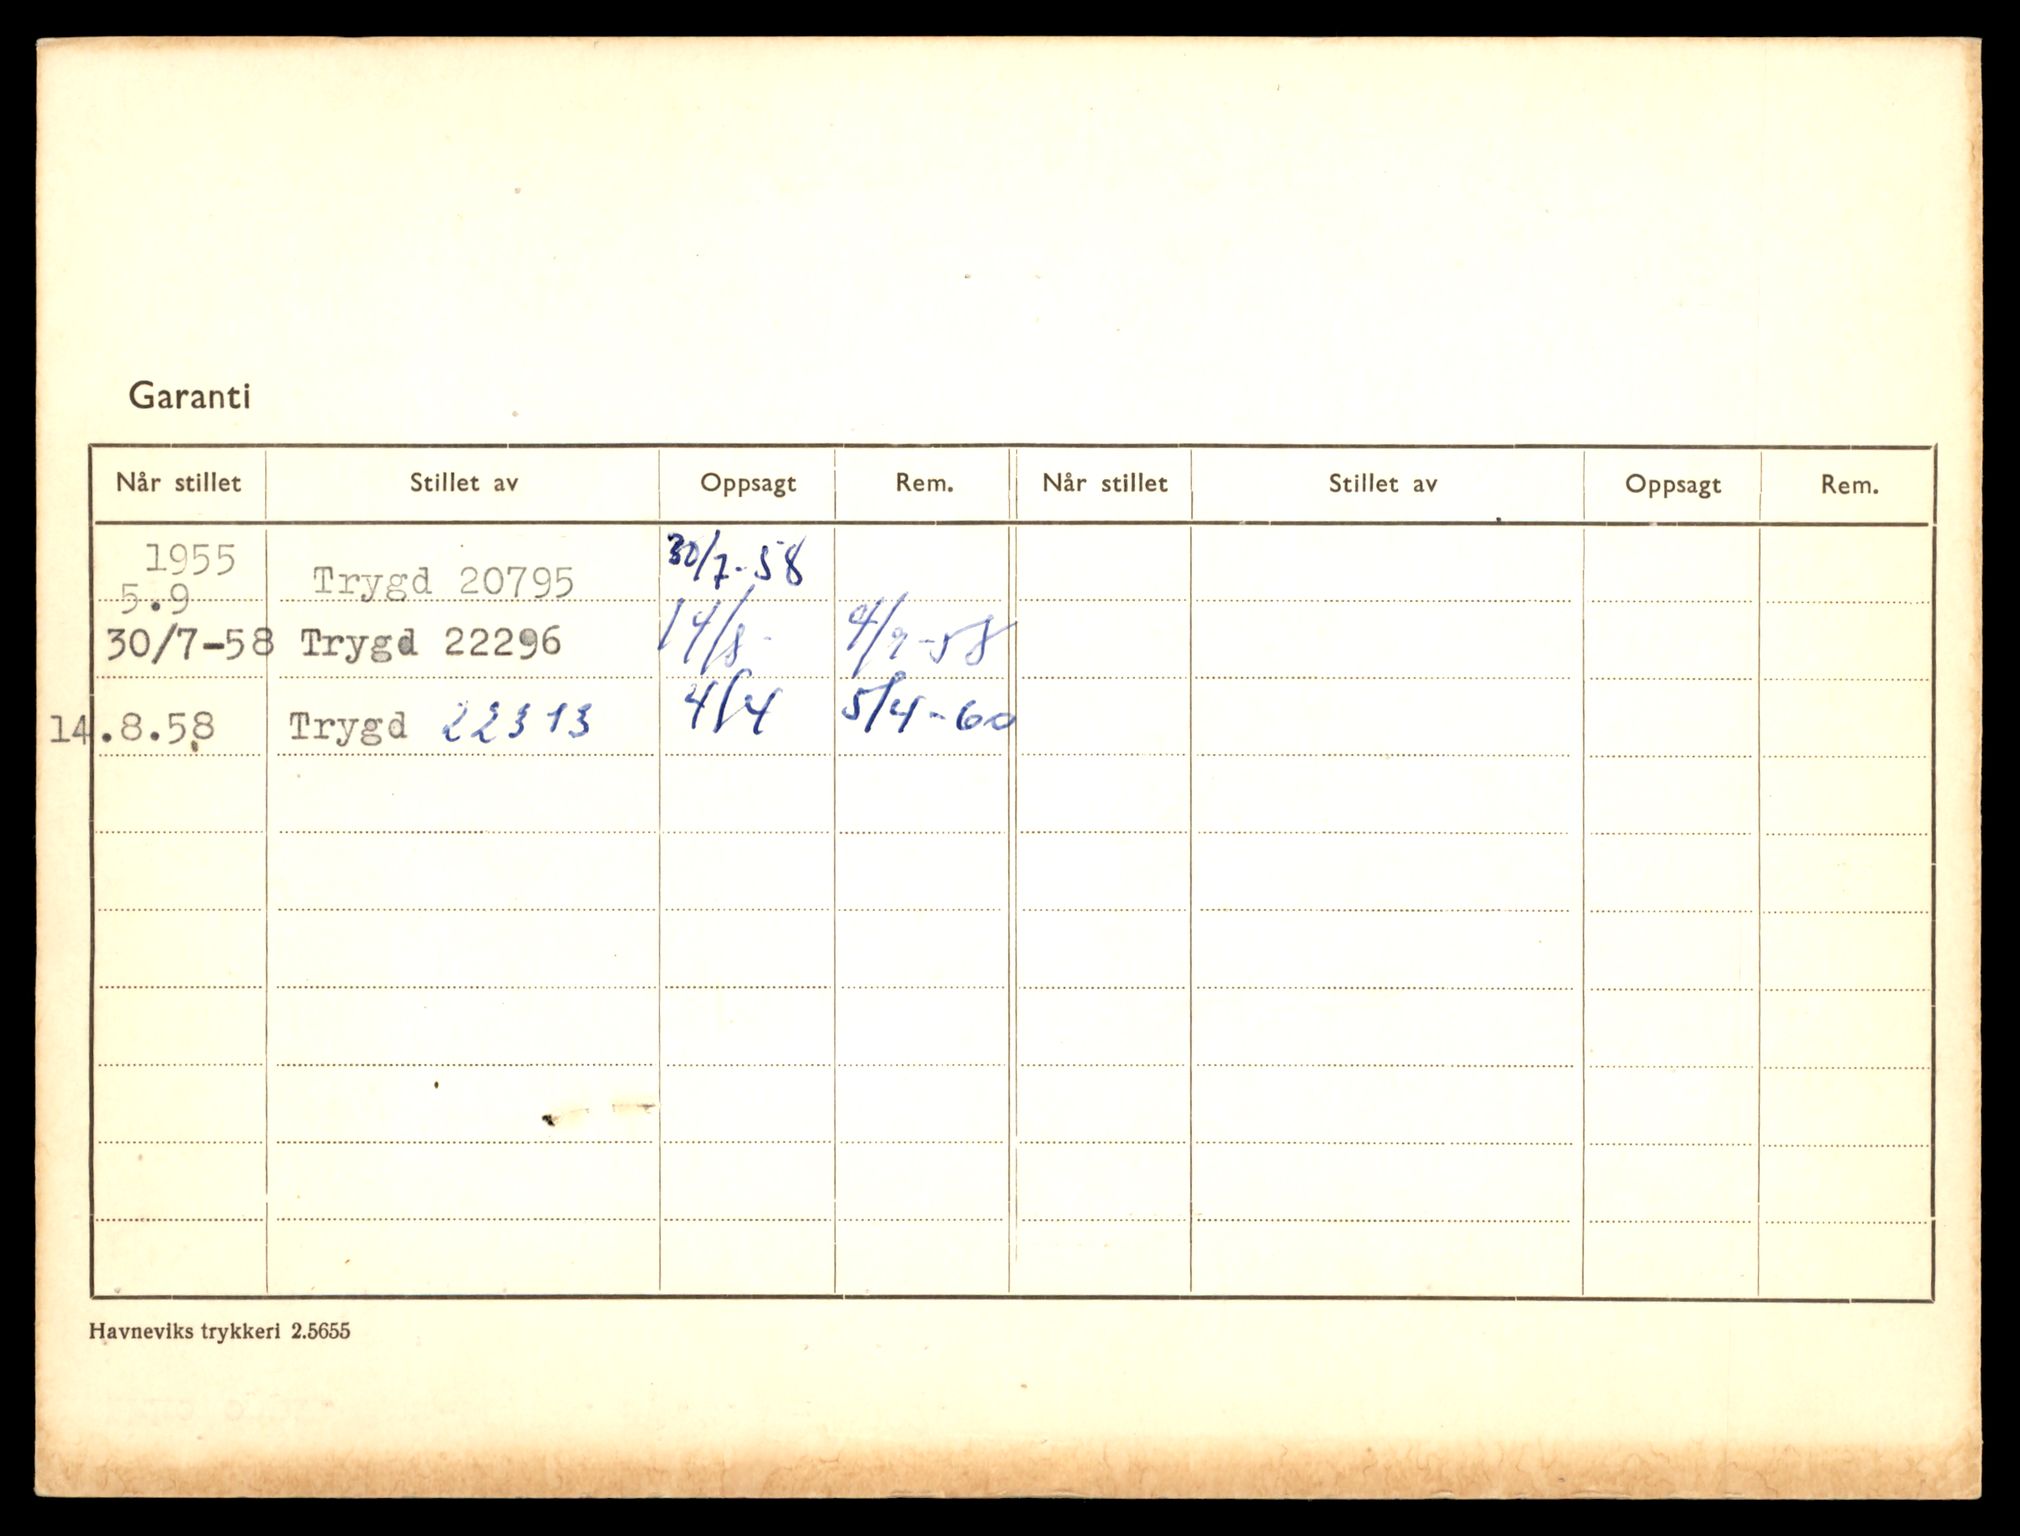 Garanti
Når stillet Stillet av Oppsagt Rem. Når stillet Stillet av Oppsagt Rem.
1955
5.9 Trygd 20795 30/7-58
30/7-58 Trygd 22296 14/8- 4/9-58
14.8.58 Trygd 22313 4/4 5/4-60
Havneviks trykkeri 2.5655